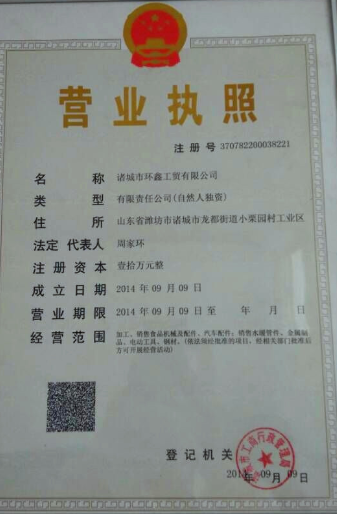 营业执照
注册号 370782200038221
名称 诸城市环鑫工贸有限公司
类型 有限责任公司(自然人独资)
住所 山东省潍坊市诸城市龙都街道小栗园村工业区
法定代表人 周家环
注册资本 壹拾万元整
成立日期 2014年09月09日
营业期限 2014年09月09日至 年 月 日
经营范围 加工、销售食品机械及配件、汽车配件；销售水暖管件、金属制
品、电动工具、钢材。(依法须经批准的项目，经相关部门批准后
方可开展经营活动)
登记机关
2014年09月09日